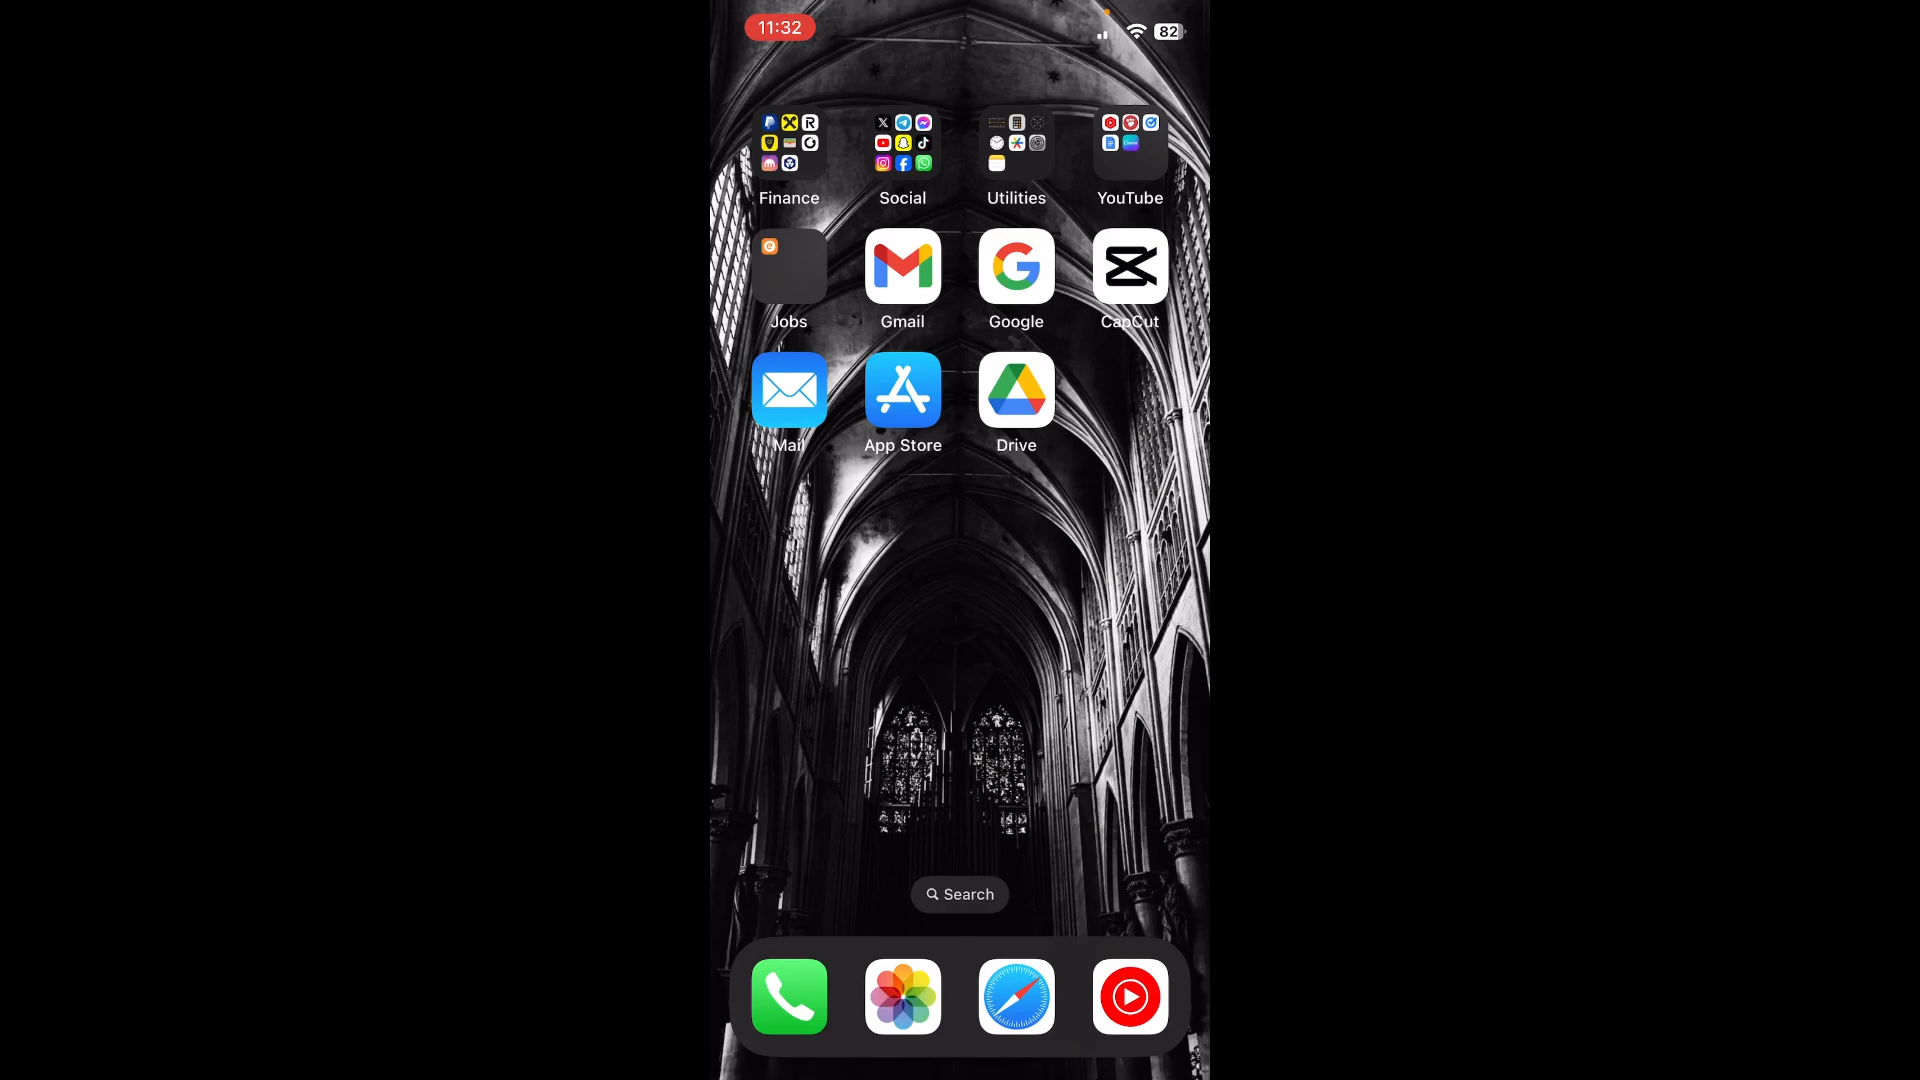 11:32
82
Finance
Social
Utilities
YouTube
Jobs
Gmail
Google
CapCut
Mail
App Store
Drive
Search